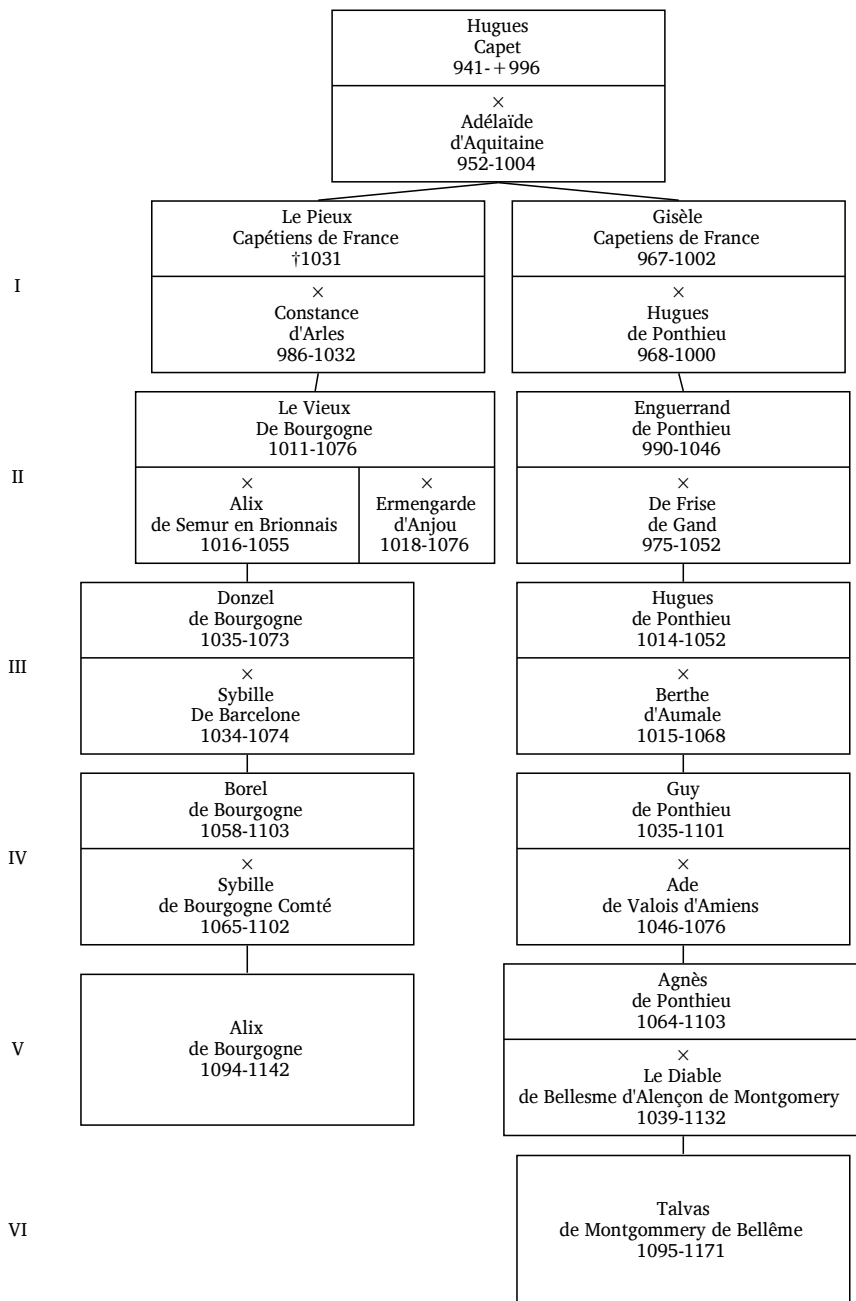 Hugues
Capet
941-+996
×
Adélaïde
d'Aquitaine
952-1004
I
Le Pieux
Capétiens de France
†1031
×
Constance
d'Arles
986-1032
Gisèle
Capetiens de France
967-1002
×
Hugues
de Ponthieu
968-1000
II
Le Vieux
De Bourgogne
1011-1076
×
Alix
de Semur en Brionnais
1016-1055
×
Ermengarde
d'Anjou
1018-1076
Enguerrand
de Ponthieu
990-1046
×
De Frise
de Gand
975-1052
III
Donzel
de Bourgogne
1035-1073
×
Sybille
De Barcelone
1034-1074
Hugues
de Ponthieu
1014-1052
×
Berthe
d'Aumale
1015-1068
IV
Borel
de Bourgogne
1058-1103
×
Sybille
de Bourgogne Comté
1065-1102
Guy
de Ponthieu
1035-1101
×
Ade
de Valois d'Amiens
1046-1076
V
Alix
de Bourgogne
1094-1142
Agnès
de Ponthieu
1064-1103
×
Le Diable
de Bellesme d'Alençon de Montgomery
1039-1132
VI
Talvas
de Montgommery de Bellême
1095-1171